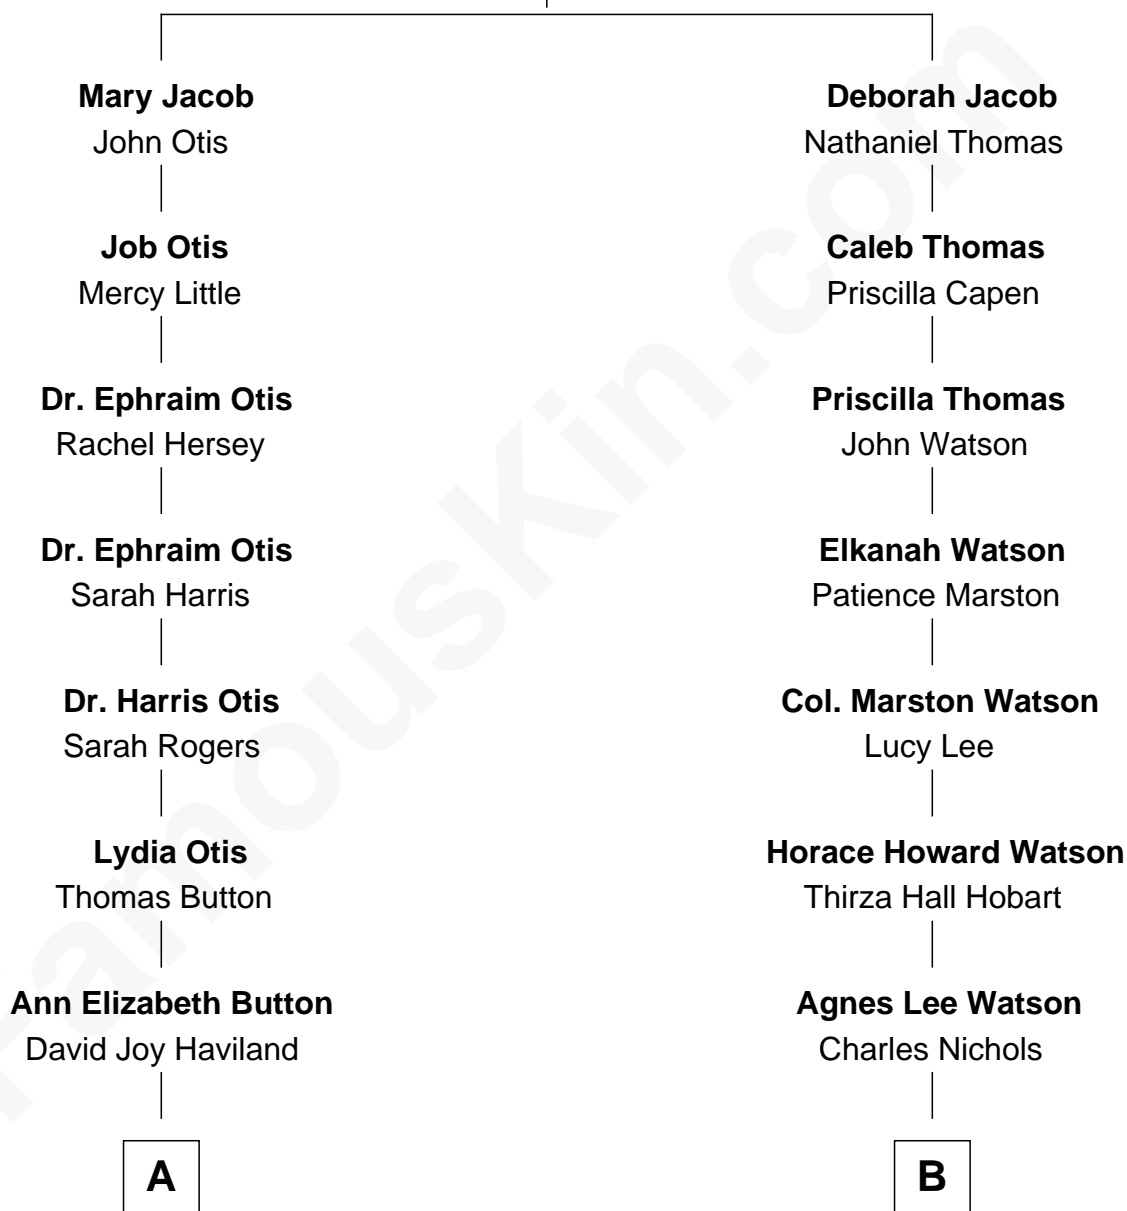 Mary Jacob
John Otis
Job Otis
Mercy Little
Dr. Ephraim Otis
Rachel Hersey
Dr. Ephraim Otis
Sarah Harris
Dr. Harris Otis
Sarah Rogers
Lydia Otis
Thomas Button
Ann Elizabeth Button
David Joy Haviland
A
Deborah Jacob
Nathaniel Thomas
Caleb Thomas
Priscilla Capen
Priscilla Thomas
John Watson
Elkanah Watson
Patience Marston
Col. Marston Watson
Lucy Lee
Horace Howard Watson
Thirza Hall Hobart
Agnes Lee Watson
Charles Nichols
B
FamousKin.com